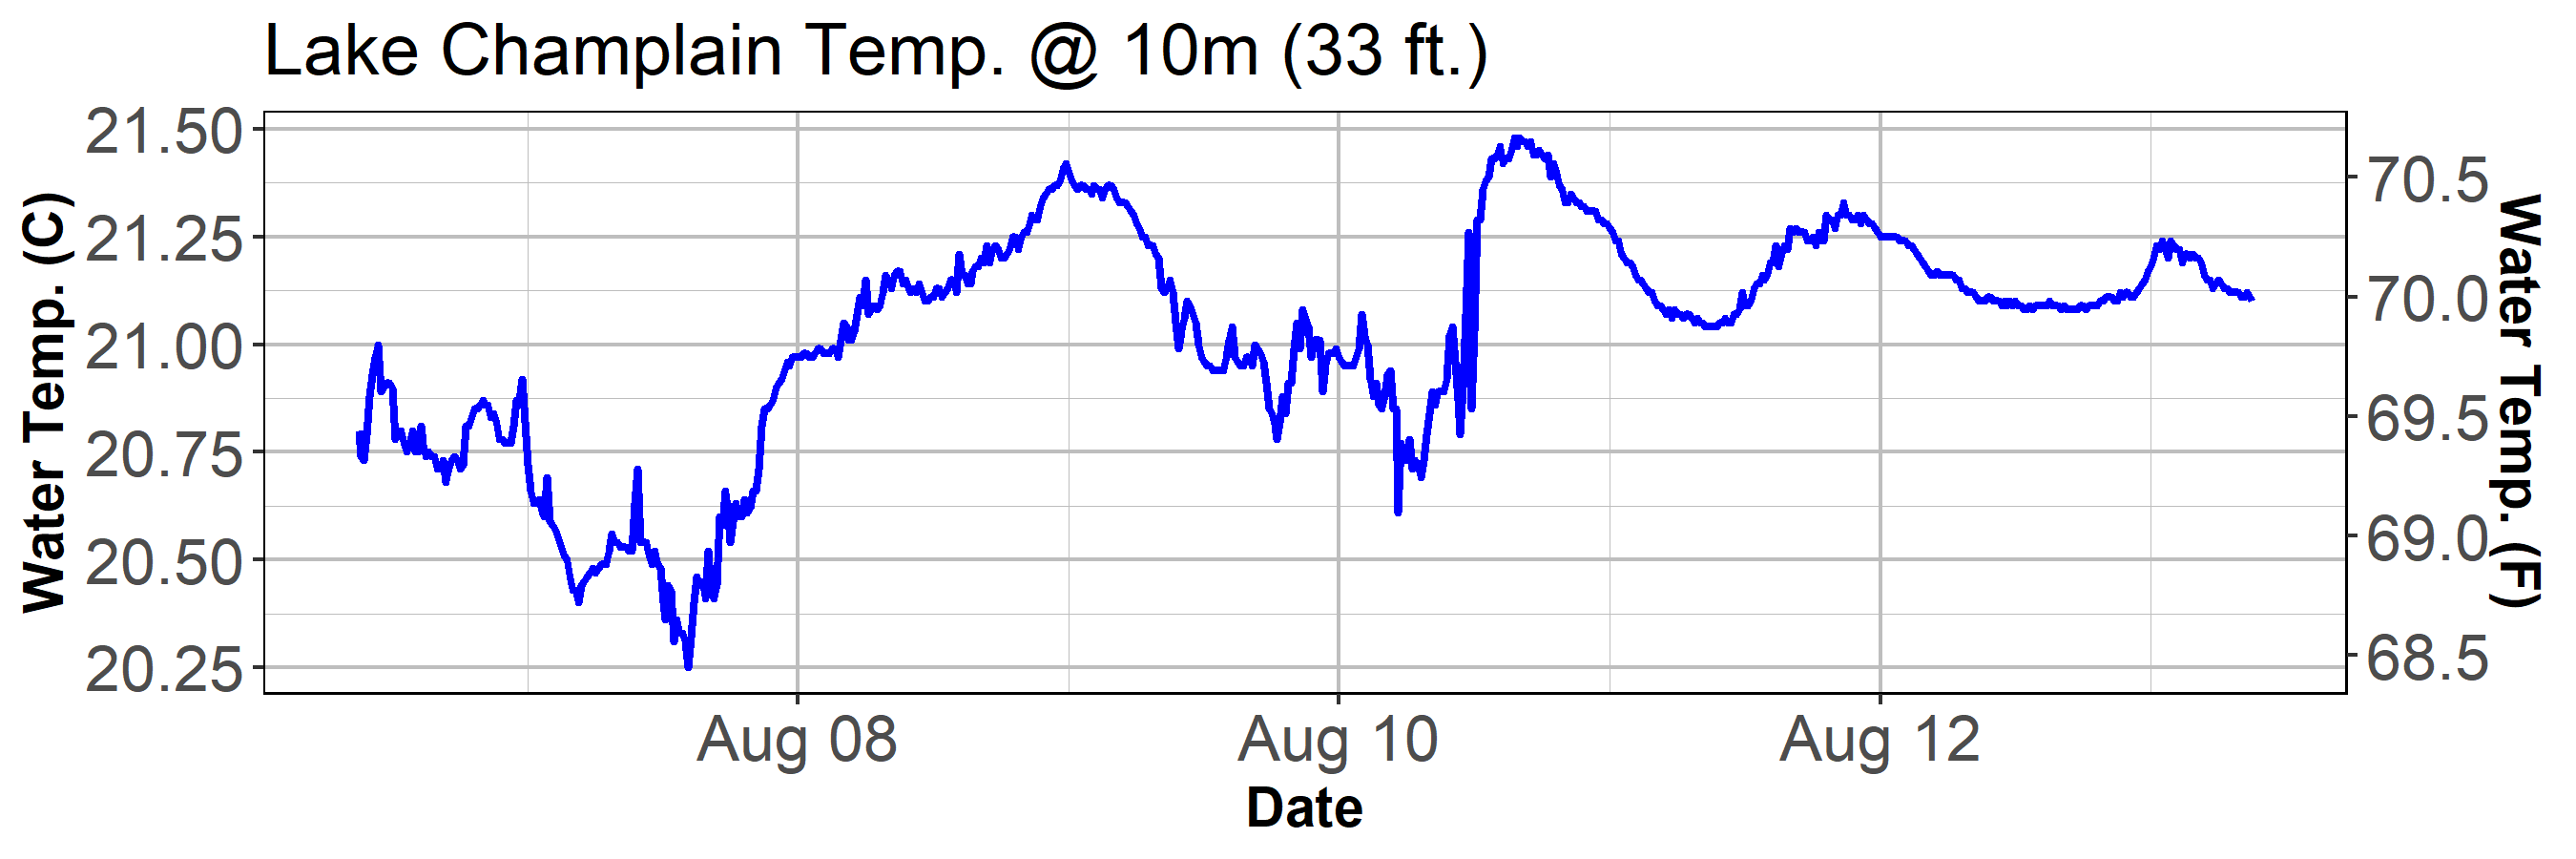 Lake Champlain Temp. @ 10m (33 ft.)
Water Temp. (C)
21.50
21.25
21.00
20.75
20.50
20.25
70.5
70.0
69.5
69.0
68.5
Water Temp. (F)
Aug 08
Aug 10
Aug 12
Date